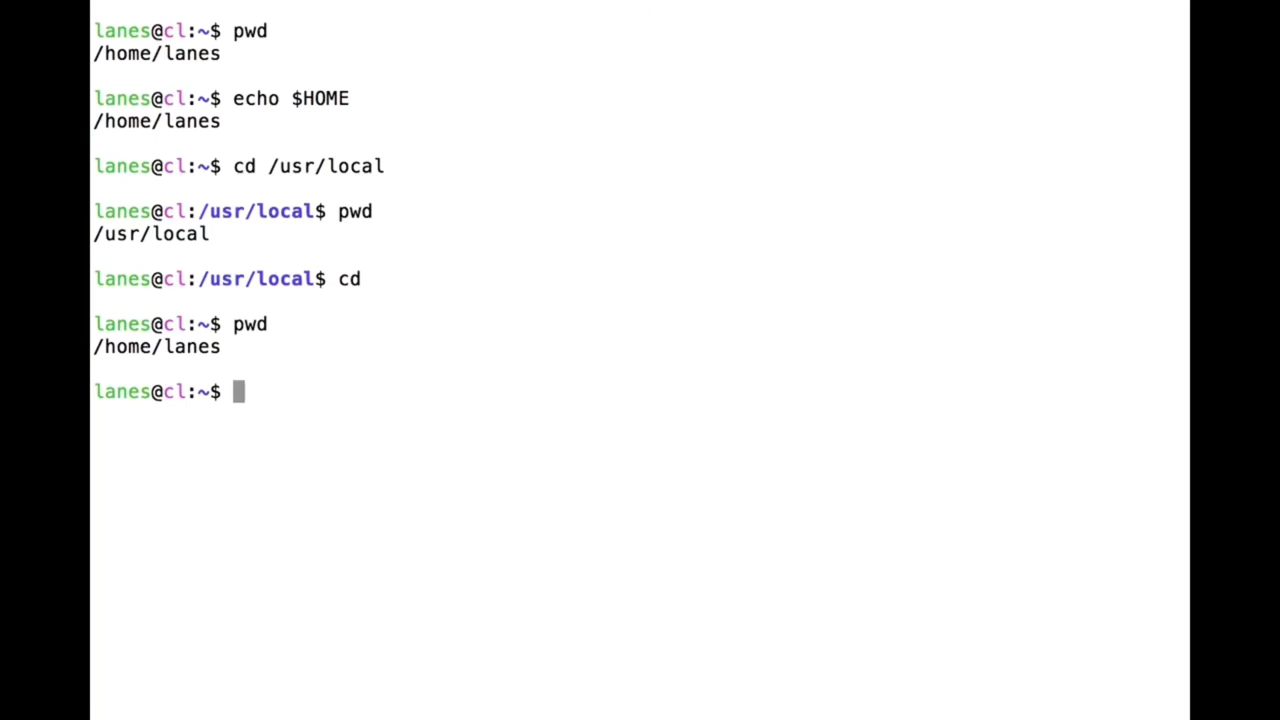 lanes@cl:~$ pwd
/home/lanes
lanes@cl:~$ echo $HOME
/home/lanes
lanes@cl:~$ cd /usr/local
lanes@cl:/usr/local$ pwd
/usr/local
lanes@cl:/usr/local$ cd
lanes@cl:~$ pwd
/home/lanes
lanes@cl:~$